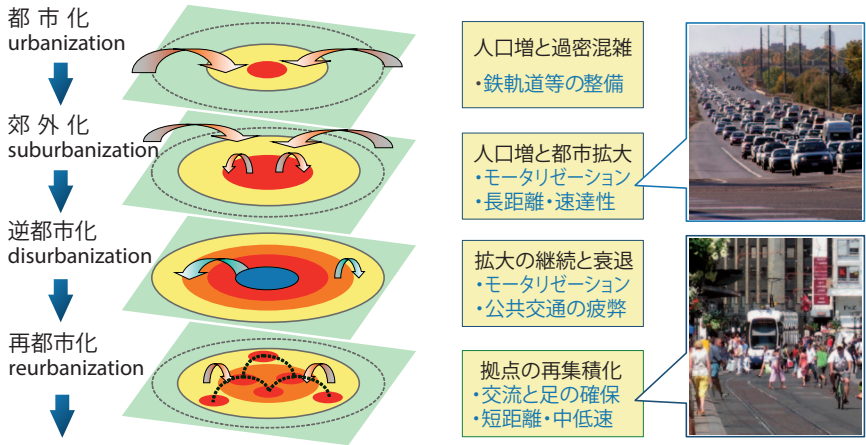 都市化
urbanization
人口増と過密混雑
・鉄軌道等の整備
郊外化
suburbanization
人口増と都市拡大
・モータリゼーション
・長距離・速達性
逆都市化
disurbanization
拡大の継続と衰退
・モータリゼーション
・公共交通の疲弊
再都市化
reurbanization
拠点の再集積化
・交流と足の確保
・短距離・中低速